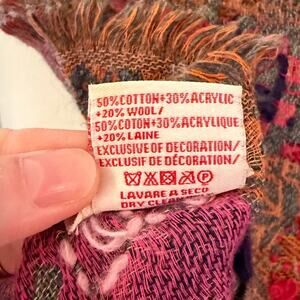 50%COTTON+30%ACRYLIC
+20% WOOL/
50%COTON+30%ACRYLIQUE
+20% LAINE
EXCLUSIVE OF DECORATION/
EXCLUSIF DE DÉCORATION/
LAVARE A SECO
DRY CLEAN